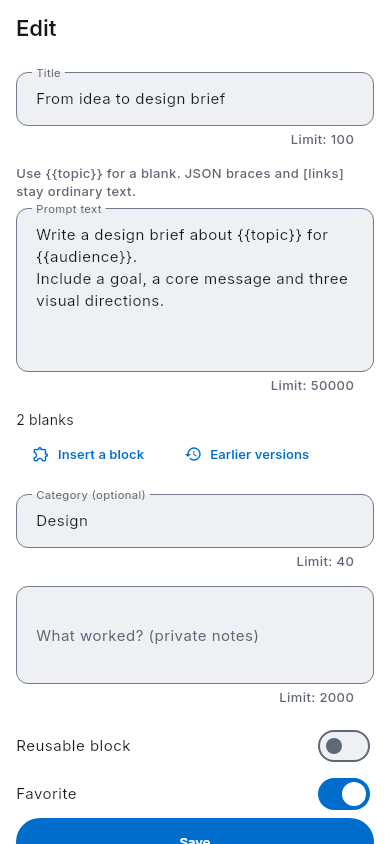 Edit
Title
From idea to design brief
Limit: 100
Use {{topic}} for a blank. JSON braces and [links]
stay ordinary text.
Prompt text
Write a design brief about {{topic}} for
{{audience}}.
Include a goal, a core message and three
visual directions.
Limit: 50000
2 blanks
Insert a block
Earlier versions
Category (optional)
Design
Limit: 40
What worked? (private notes)
Limit: 2000
Reusable block
Favorite
Save